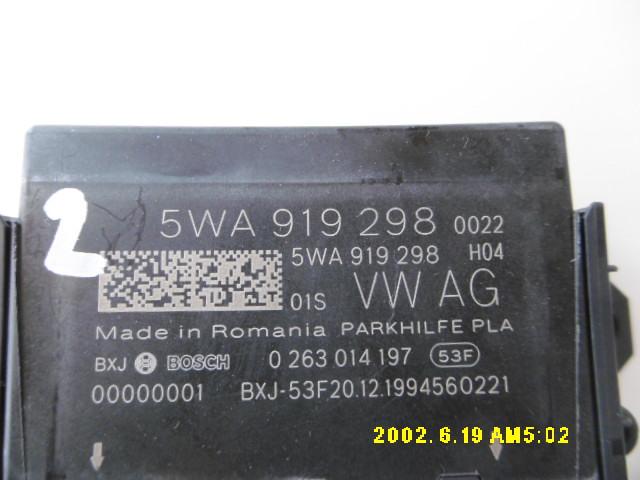 2
5WA 919 298 0022
5WA 919 298 H04
01S VW AG
Made in Romania PARKHILFE PLA
BXJ BOSCH 0 263 014 197 53F
00000001 BXJ-53F20.12.1994560221
2002. 6.19 AM5:02